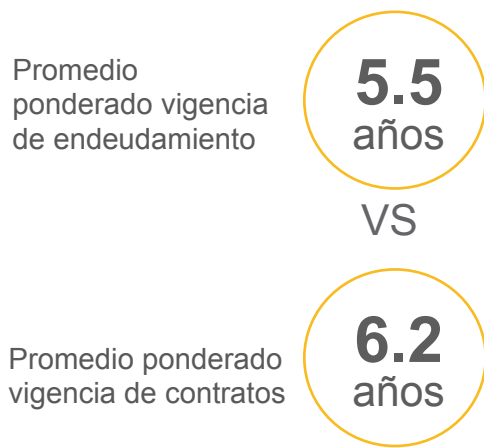 Promedio
ponderado vigencia
de endeudamiento
5.5
años
VS
Promedio ponderado
vigencia de contratos
6.2
años